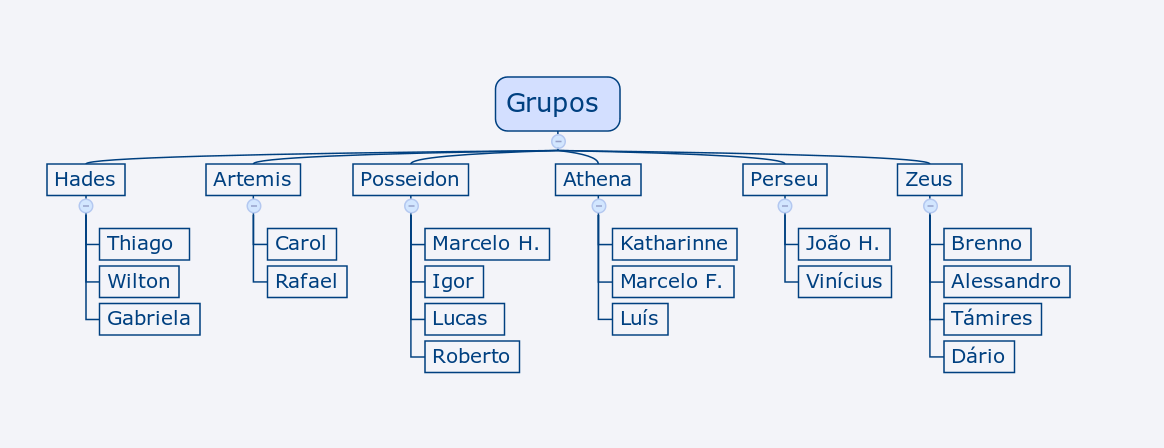 Grupos
Hades
Artemis
Posseidon
Athena
Perseu
Zeus
Thiago
Wilton
Gabriela
Carol
Rafael
Marcelo H.
Igor
Lucas
Roberto
Katharinne
Marcelo F.
Luís
João H.
Vinícius
Brenno
Alessandro
Támires
Dário